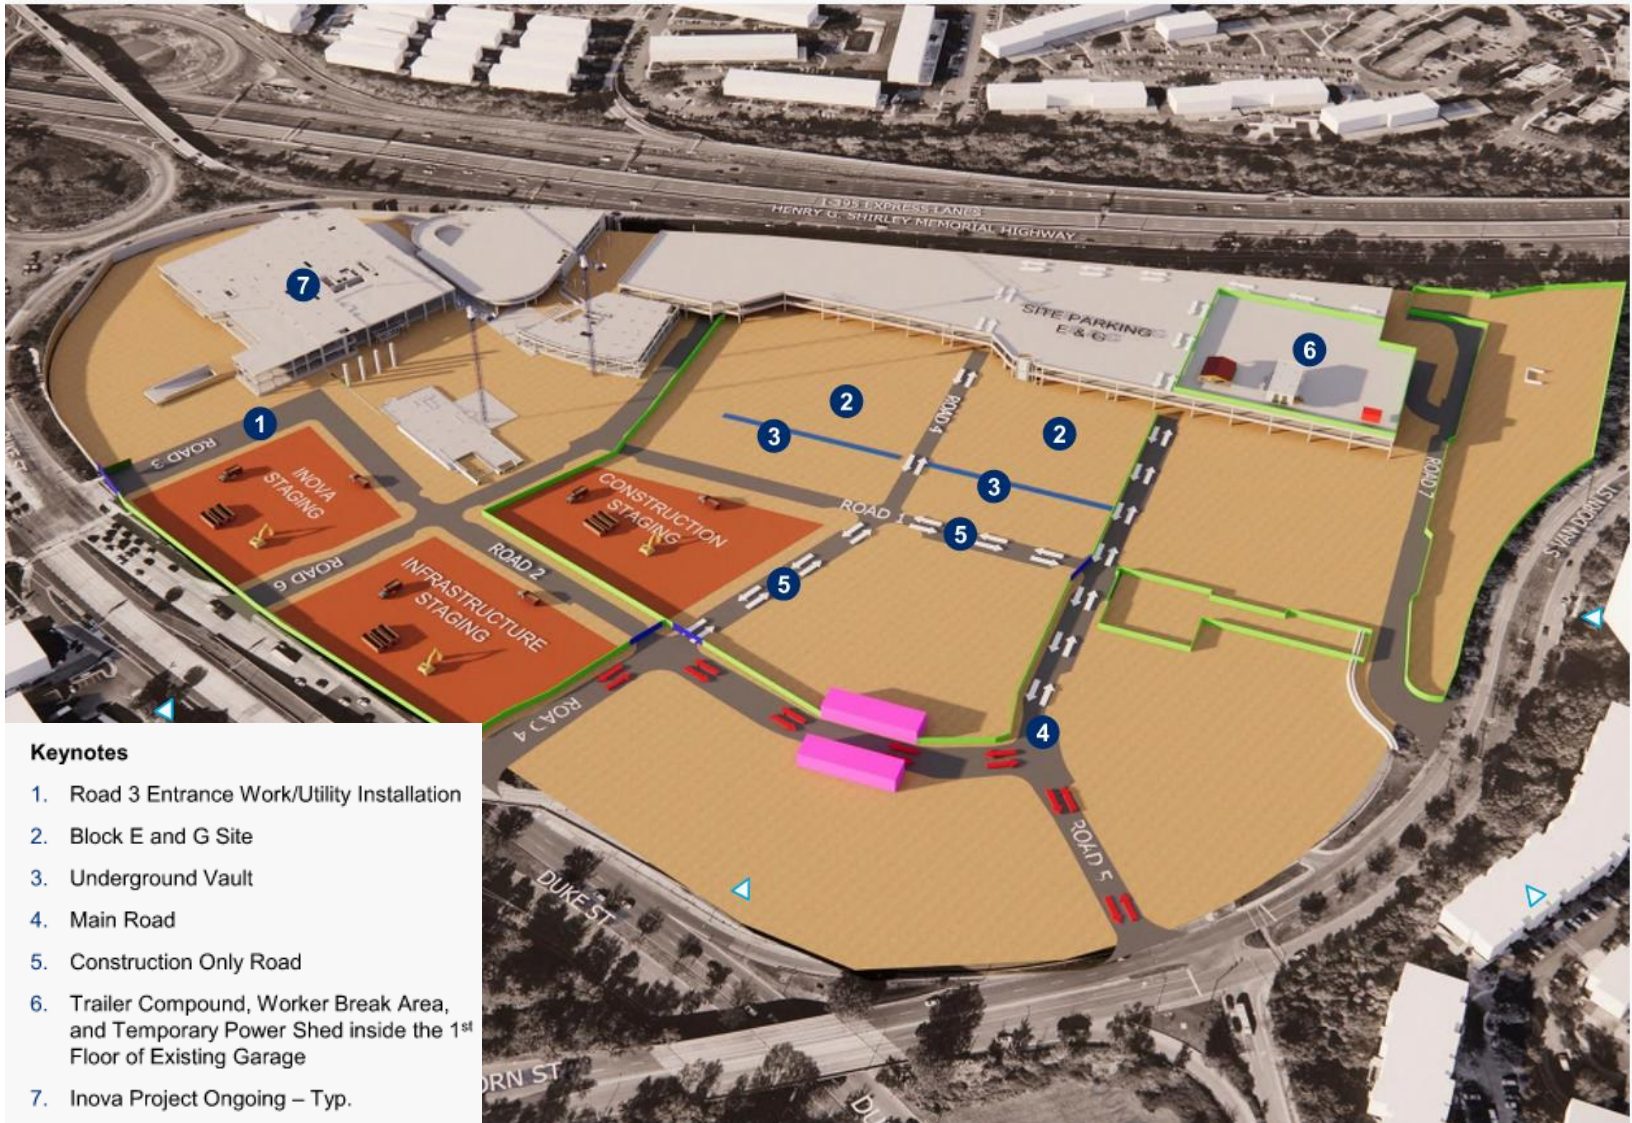 I-395 EXPRESS LANES
HENRY G. SHIRLEY MEMORIAL HIGHWAY
7
SITE PARKING
E & G
6
2
2
ROAD 4
1
3
ROAD 3
INOVA
STAGING
3
ROAD 7
CONSTRUCTION
STAGING
ROAD 1
5
S VAN DORN ST
ROAD 2
ROAD 6
INFRASTRUCTURE
STAGING
5
ROAD 4
4
ROAD 5
DUKE ST
ORN ST
DU
Keynotes
1. Road 3 Entrance Work/Utility Installation
2. Block E and G Site
3. Underground Vault
4. Main Road
5. Construction Only Road
6. Trailer Compound, Worker Break Area,
and Temporary Power Shed inside the 1st
Floor of Existing Garage
7. Inova Project Ongoing – Typ.